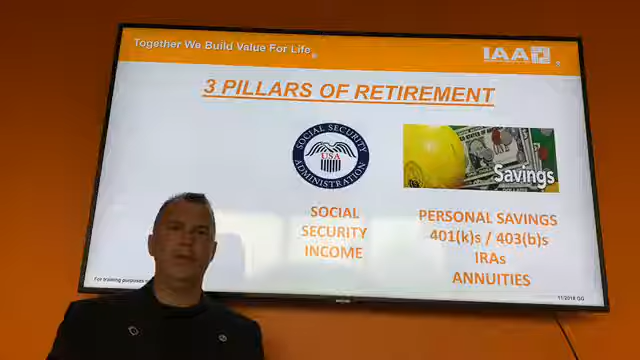 Together We Build Value For Life®
IAA
3 PILLARS OF RETIREMENT
SOCIAL SECURITY
USA
ADMINISTRATION
Savings
SOCIAL
SECURITY
INCOME
PERSONAL SAVINGS
401(k)s / 403(b)s
IRAs
ANNUITIES
For training purposes
11/2018 GG